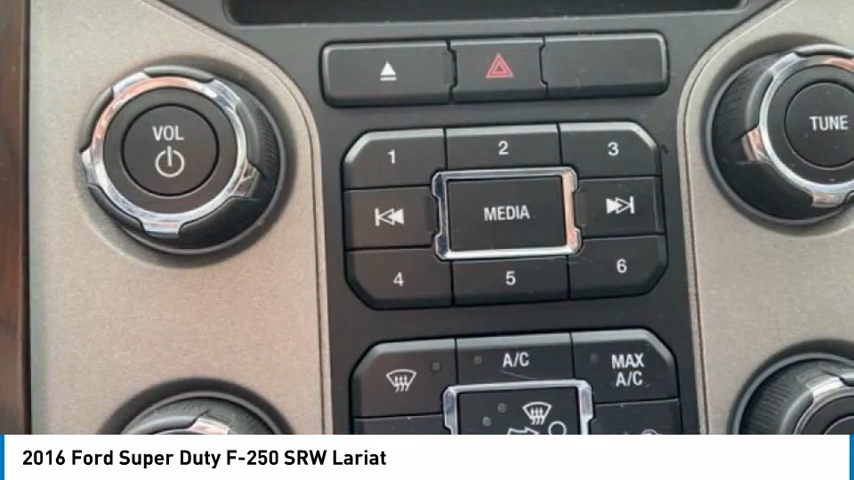 VOL
TUNE
1
2
3
MEDIA
4
5
6
A/C
MAX
A/C
2016 Ford Super Duty F-250 SRW Lariat